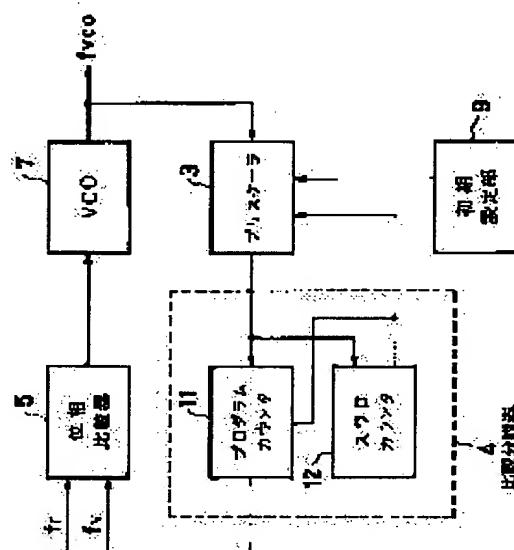 fr
fv
5
位相
比較器
7
VCO
fvco
11
プログラム
カウンタ
3
プリスケーラ
12
スワロ
カウンタ
4
比較分周器
9
初期
設定部